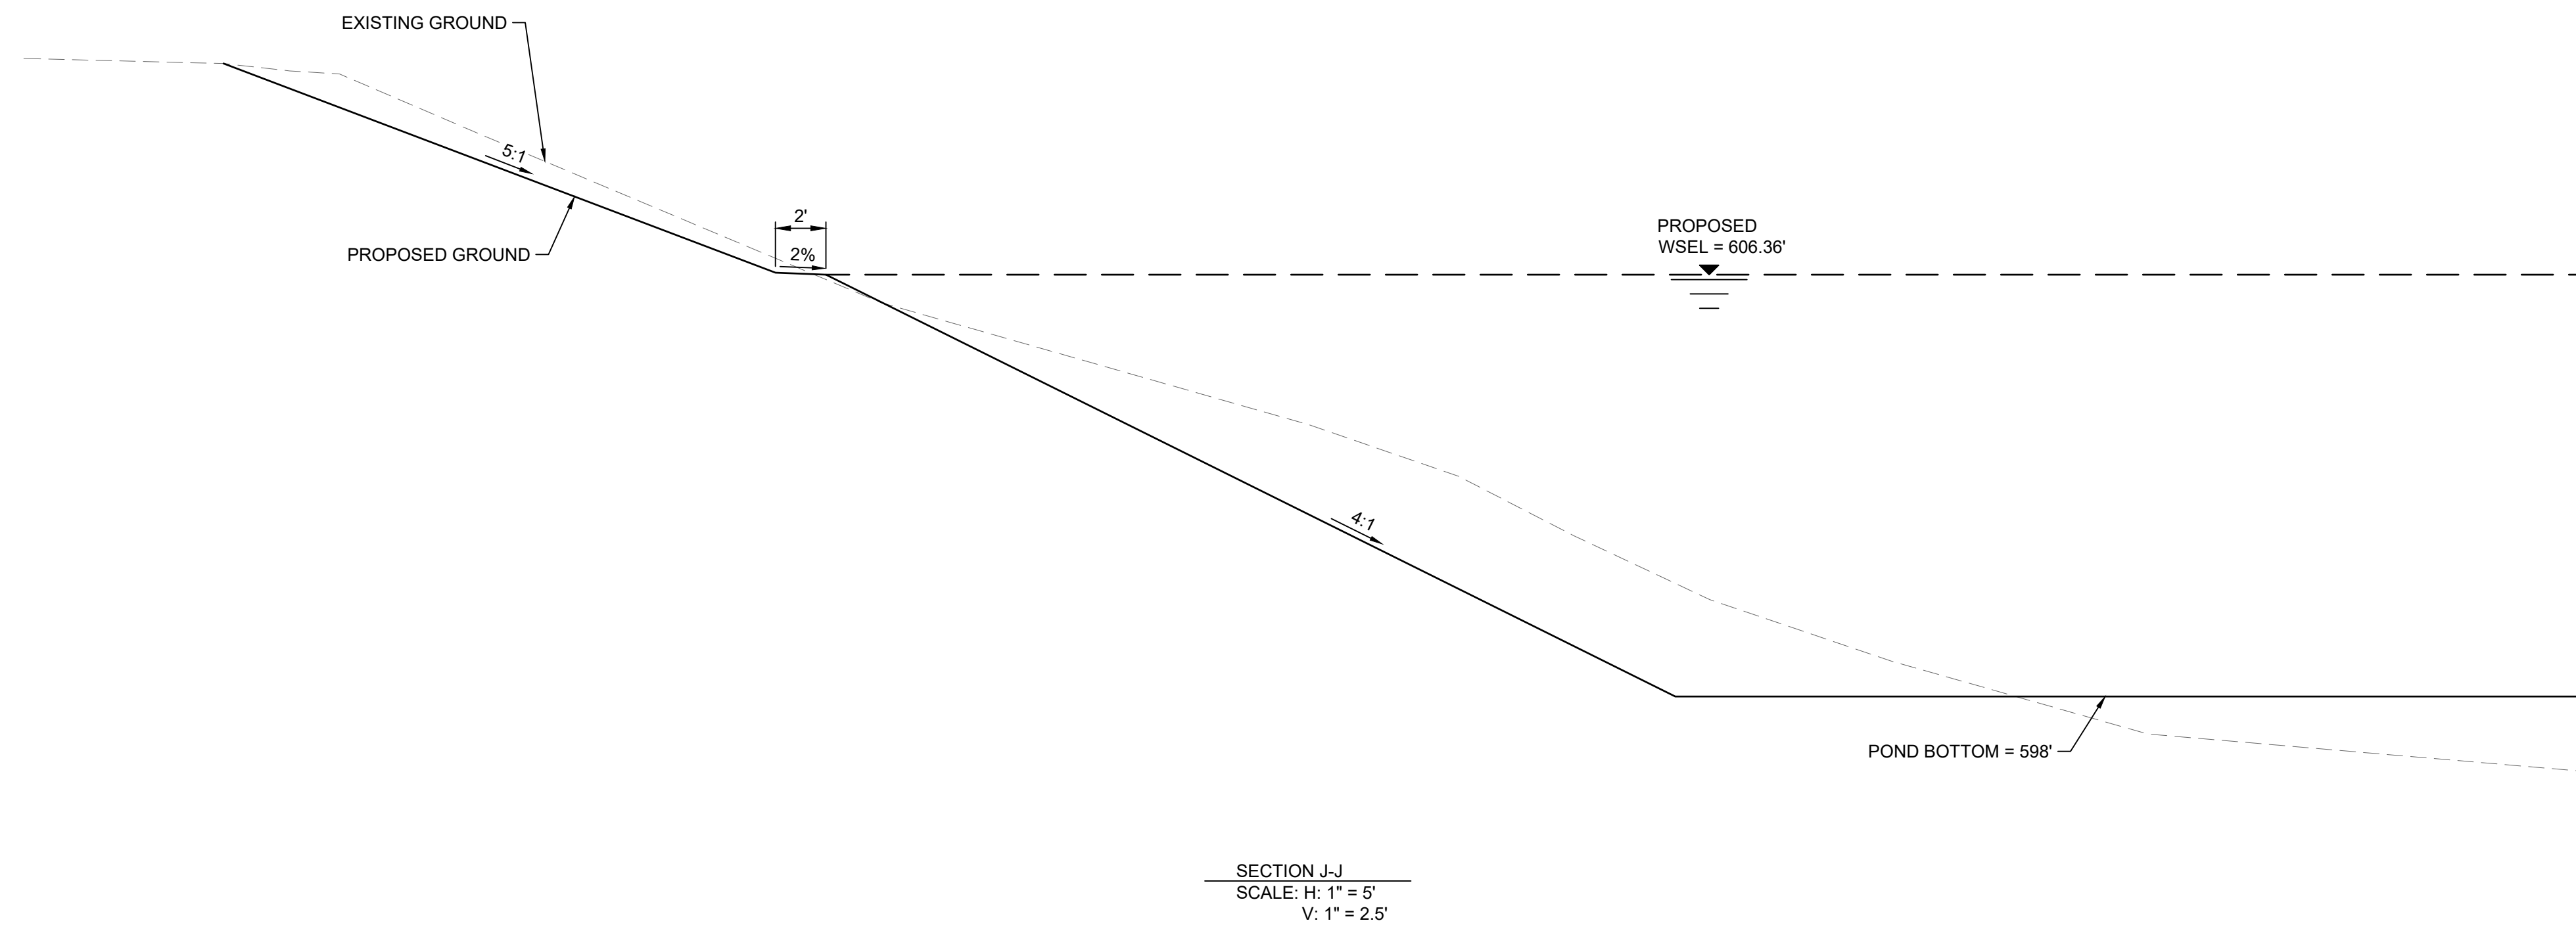 EXISTING GROUND
5:1
2'
PROPOSED
WSEL = 606.36'
PROPOSED GROUND
2%
4:1
POND BOTTOM = 598'
SECTION J-J
SCALE: H: 1" = 5'
V: 1" = 2.5'